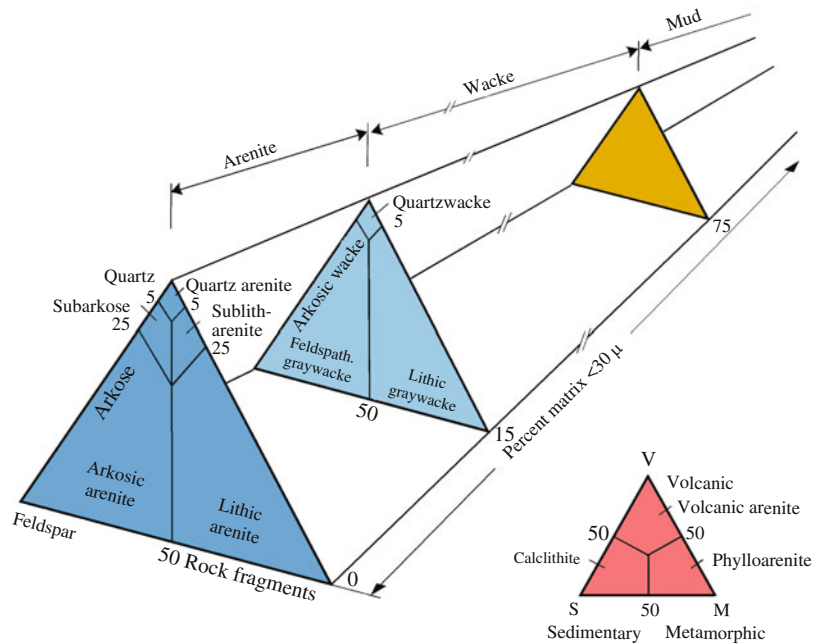 Mud
Wacke
Arenite
Quartzwacke
5
Arkosic wacke
75
Quartz
Quartz arenite
5
5
Subarkose
Sublith-
arenite
25
25
Feldspath.
graywacke
Lithic
graywacke
Arkose
50
15
Percent matrix <30 μ
Arkosic
arenite
Lithic
arenite
Feldspar
50 Rock fragments
0
V
Volcanic
Volcanic arenite
50
50
Calclithite
Phylloarenite
S
50
M
Sedimentary
Metamorphic